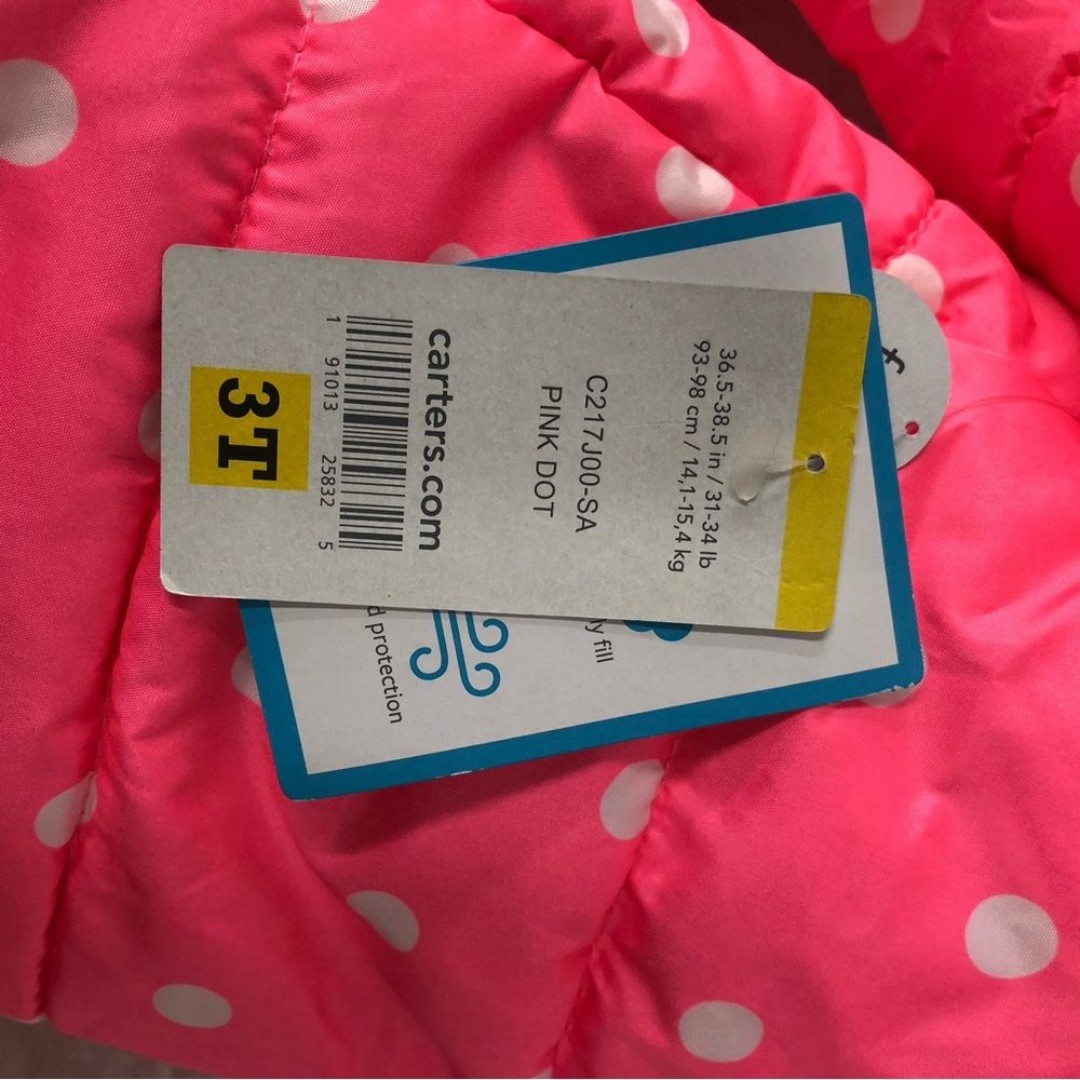 36.5-38.5 in / 31-34 lb
93-98 cm / 14,1-15,4 kg
C217J00-SA
PINK DOT
carters.com
1 91013 25832 5
3T
fill
protection